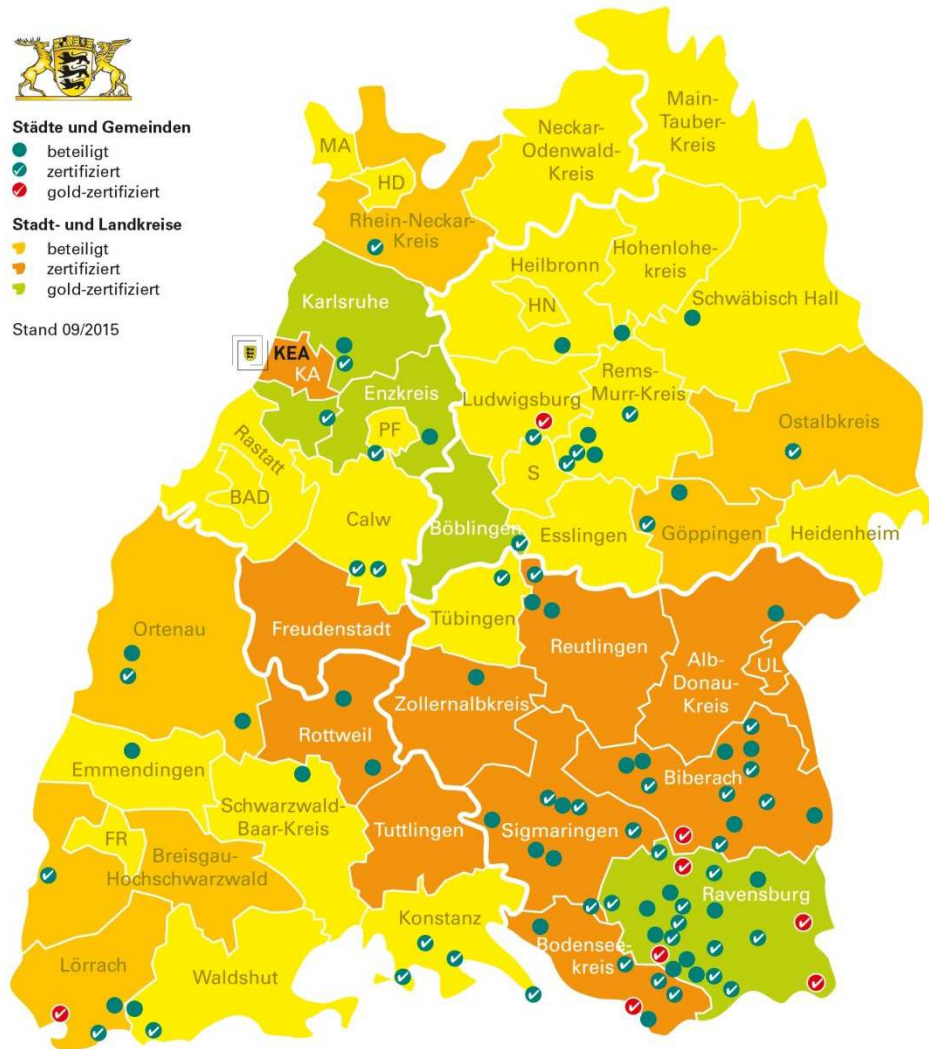 Städte und Gemeinden
beteiligt
zertifiziert
gold-zertifiziert
Stadt- und Landkreise
beteiligt
zertifiziert
gold-zertifiziert
Stand 09/2015
Main-
Tauber-
Kreis
Neckar-
Odenwald-
Kreis
MA
HD
Rhein-Neckar-
Kreis
Heilbronn
Hohenlohe-
kreis
HN
Schwäbisch Hall
Karlsruhe
KEA
KA
Enzkreis
PF
Ludwigsburg
Rems-
Murr-Kreis
Ostalbkreis
Rastatt
BAD
S
Calw
Böblingen
Esslingen
Göppingen
Heidenheim
Tübingen
Freudenstadt
Ortenau
Reutlingen
Alb-
Donau-
Kreis
UL
Zollernalbkreis
Rottweil
Emmendingen
Biberach
Schwarzwald-
Baar-Kreis
Tuttlingen
Sigmaringen
FR
Breisgau-
Hochschwarzwald
Ravensburg
Konstanz
Bodensee-
kreis
Lörrach
Waldshut